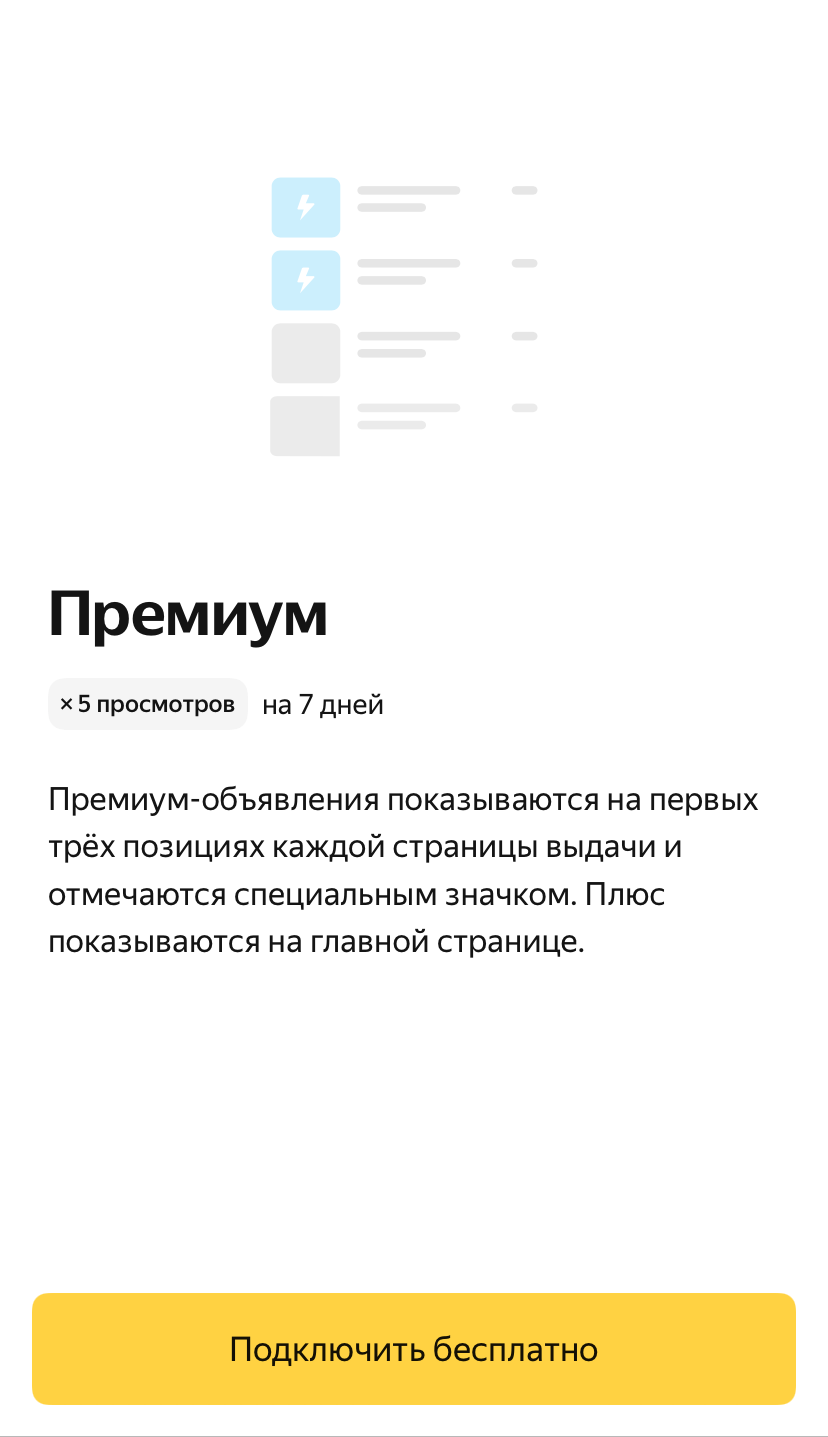 Премиум
× 5 просмотров на 7 дней
Премиум-объявления показываются на первых
трёх позициях каждой страницы выдачи и
отмечаются специальным значком. Плюс
показываются на главной странице.
Подключить бесплатно